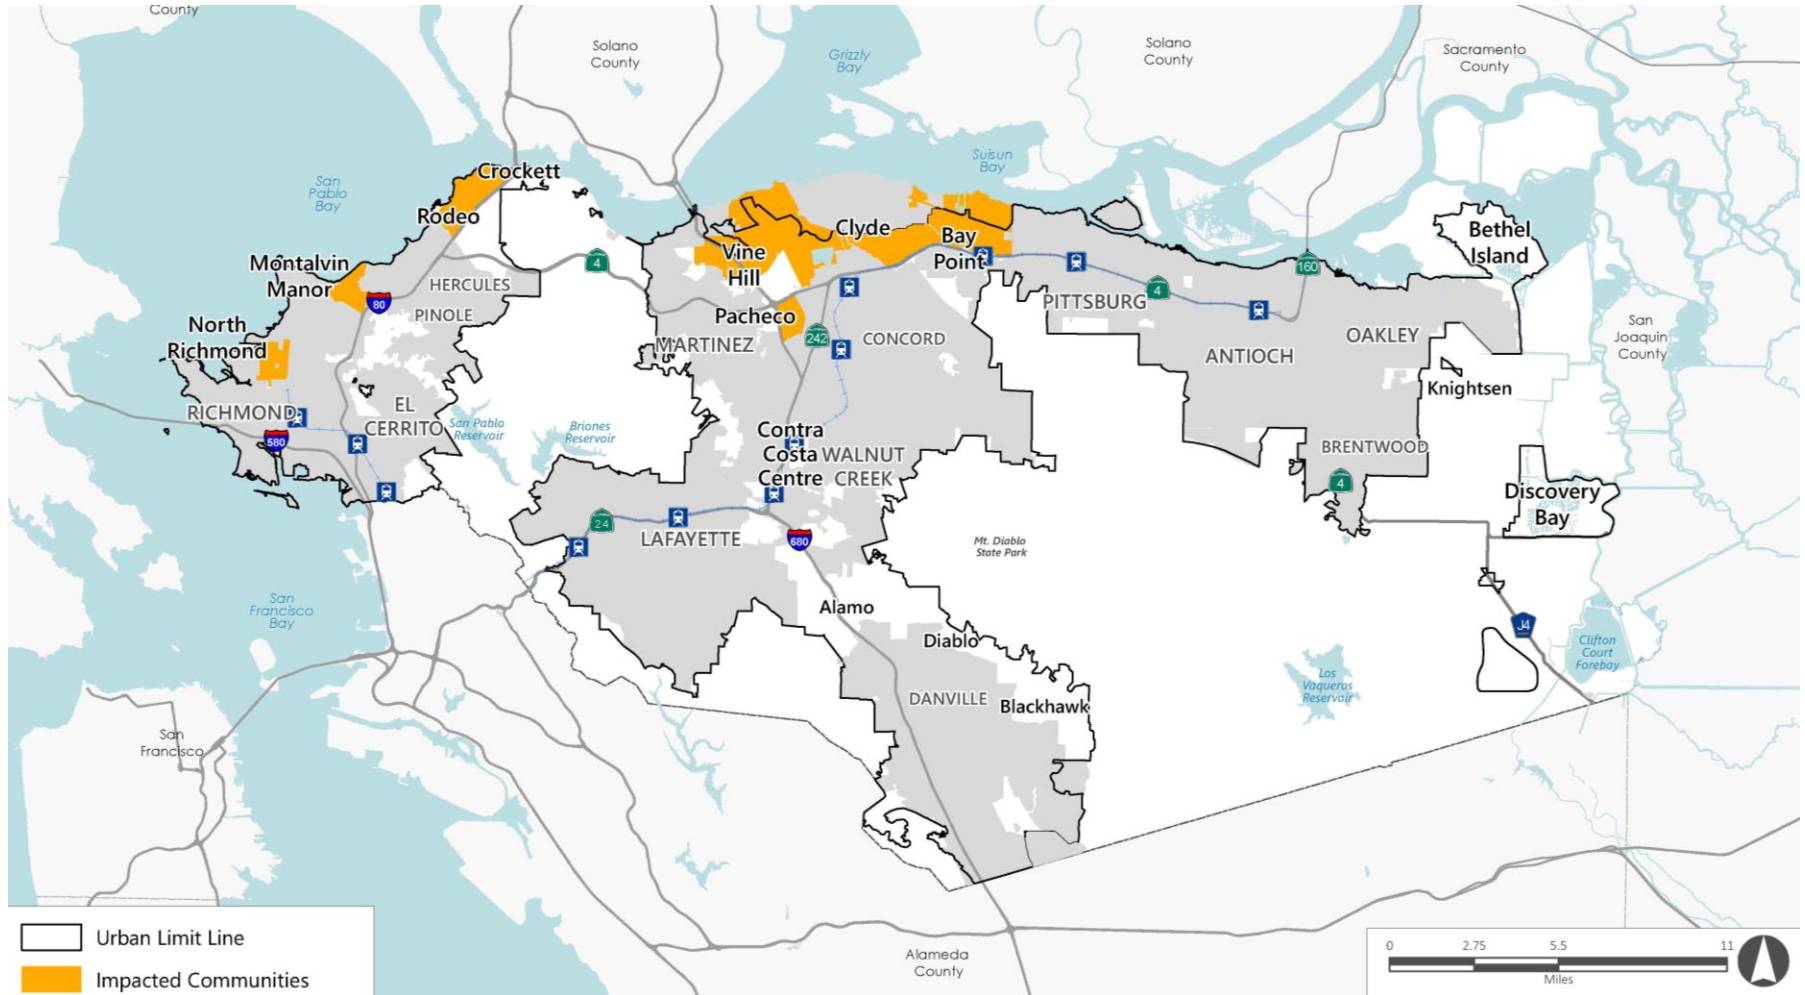 County
Solano
County
Grizzly
Bay
Solano
County
Sacramento
County
Suisun
Bay
San
Pablo
Bay
Crockett
Rodeo
Clyde
Bay
Point
Vine
Hill
Bethel
Island
4
160
Montalvin
Manor
HERCULES
80
PINOLE
4
PITTSBURG
North
Richmond
Pacheco
242
MARTINEZ
CONCORD
OAKLEY
ANTIOCH
San
Joaquin
County
Knightsen
RICHMOND
580
EL
CERRITO
San Pablo
Reservoir
Briones
Reservoir
Contra
Costa
Centre
WALNUT
CREEK
BRENTWOOD
4
Discovery
Bay
24
LAFAYETTE
680
Mt. Diablo
State Park
San
Francisco
Bay
Alamo
Diablo
J4
Clifton
Court
Forebay
Los
Vaqueros
Reservoir
DANVILLE
Blackhawk
San
Francisco
Alameda
County
Urban Limit Line
Impacted Communities
0 2.75 5.5 11
Miles